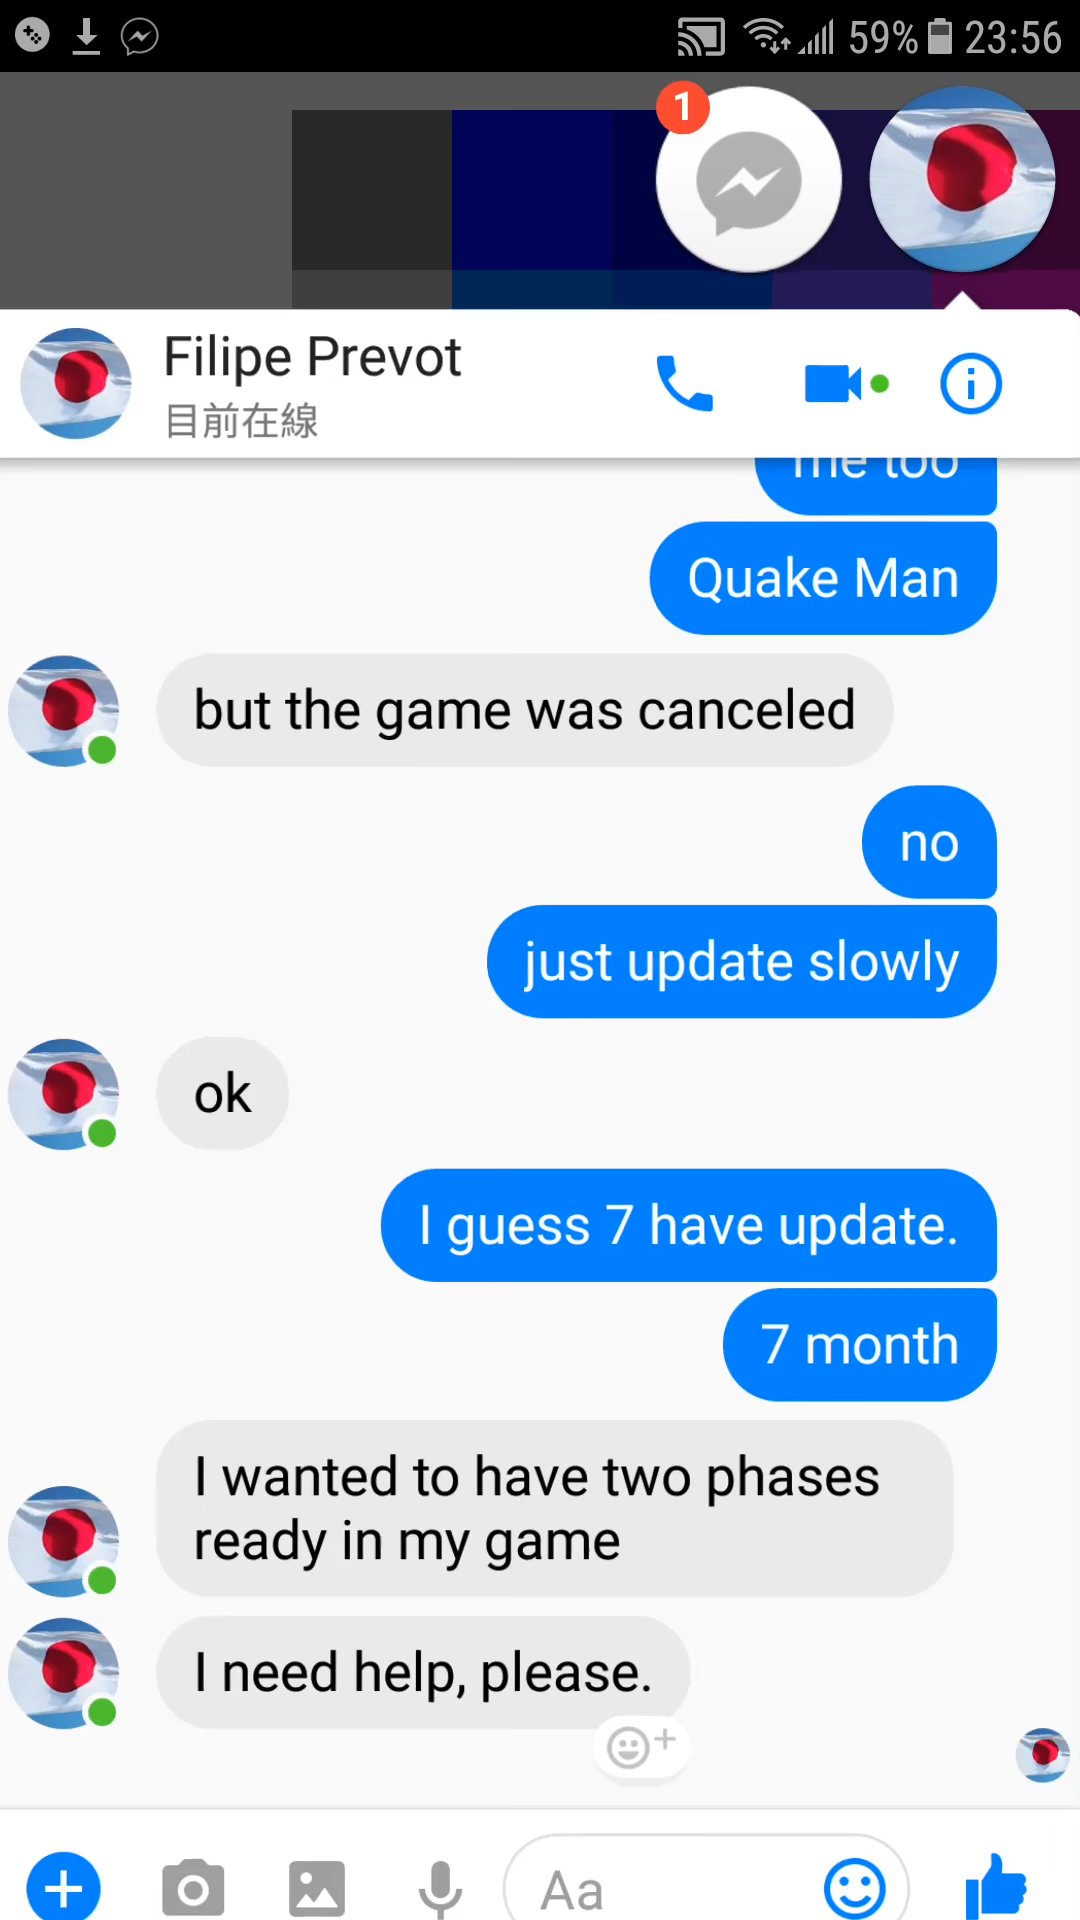 59% 23:56
1
Filipe Prevot
目前在線
me too
Quake Man
but the game was canceled
no
just update slowly
ok
I guess 7 have update.
7 month
I wanted to have two phases
ready in my game
I need help, please.
Aa